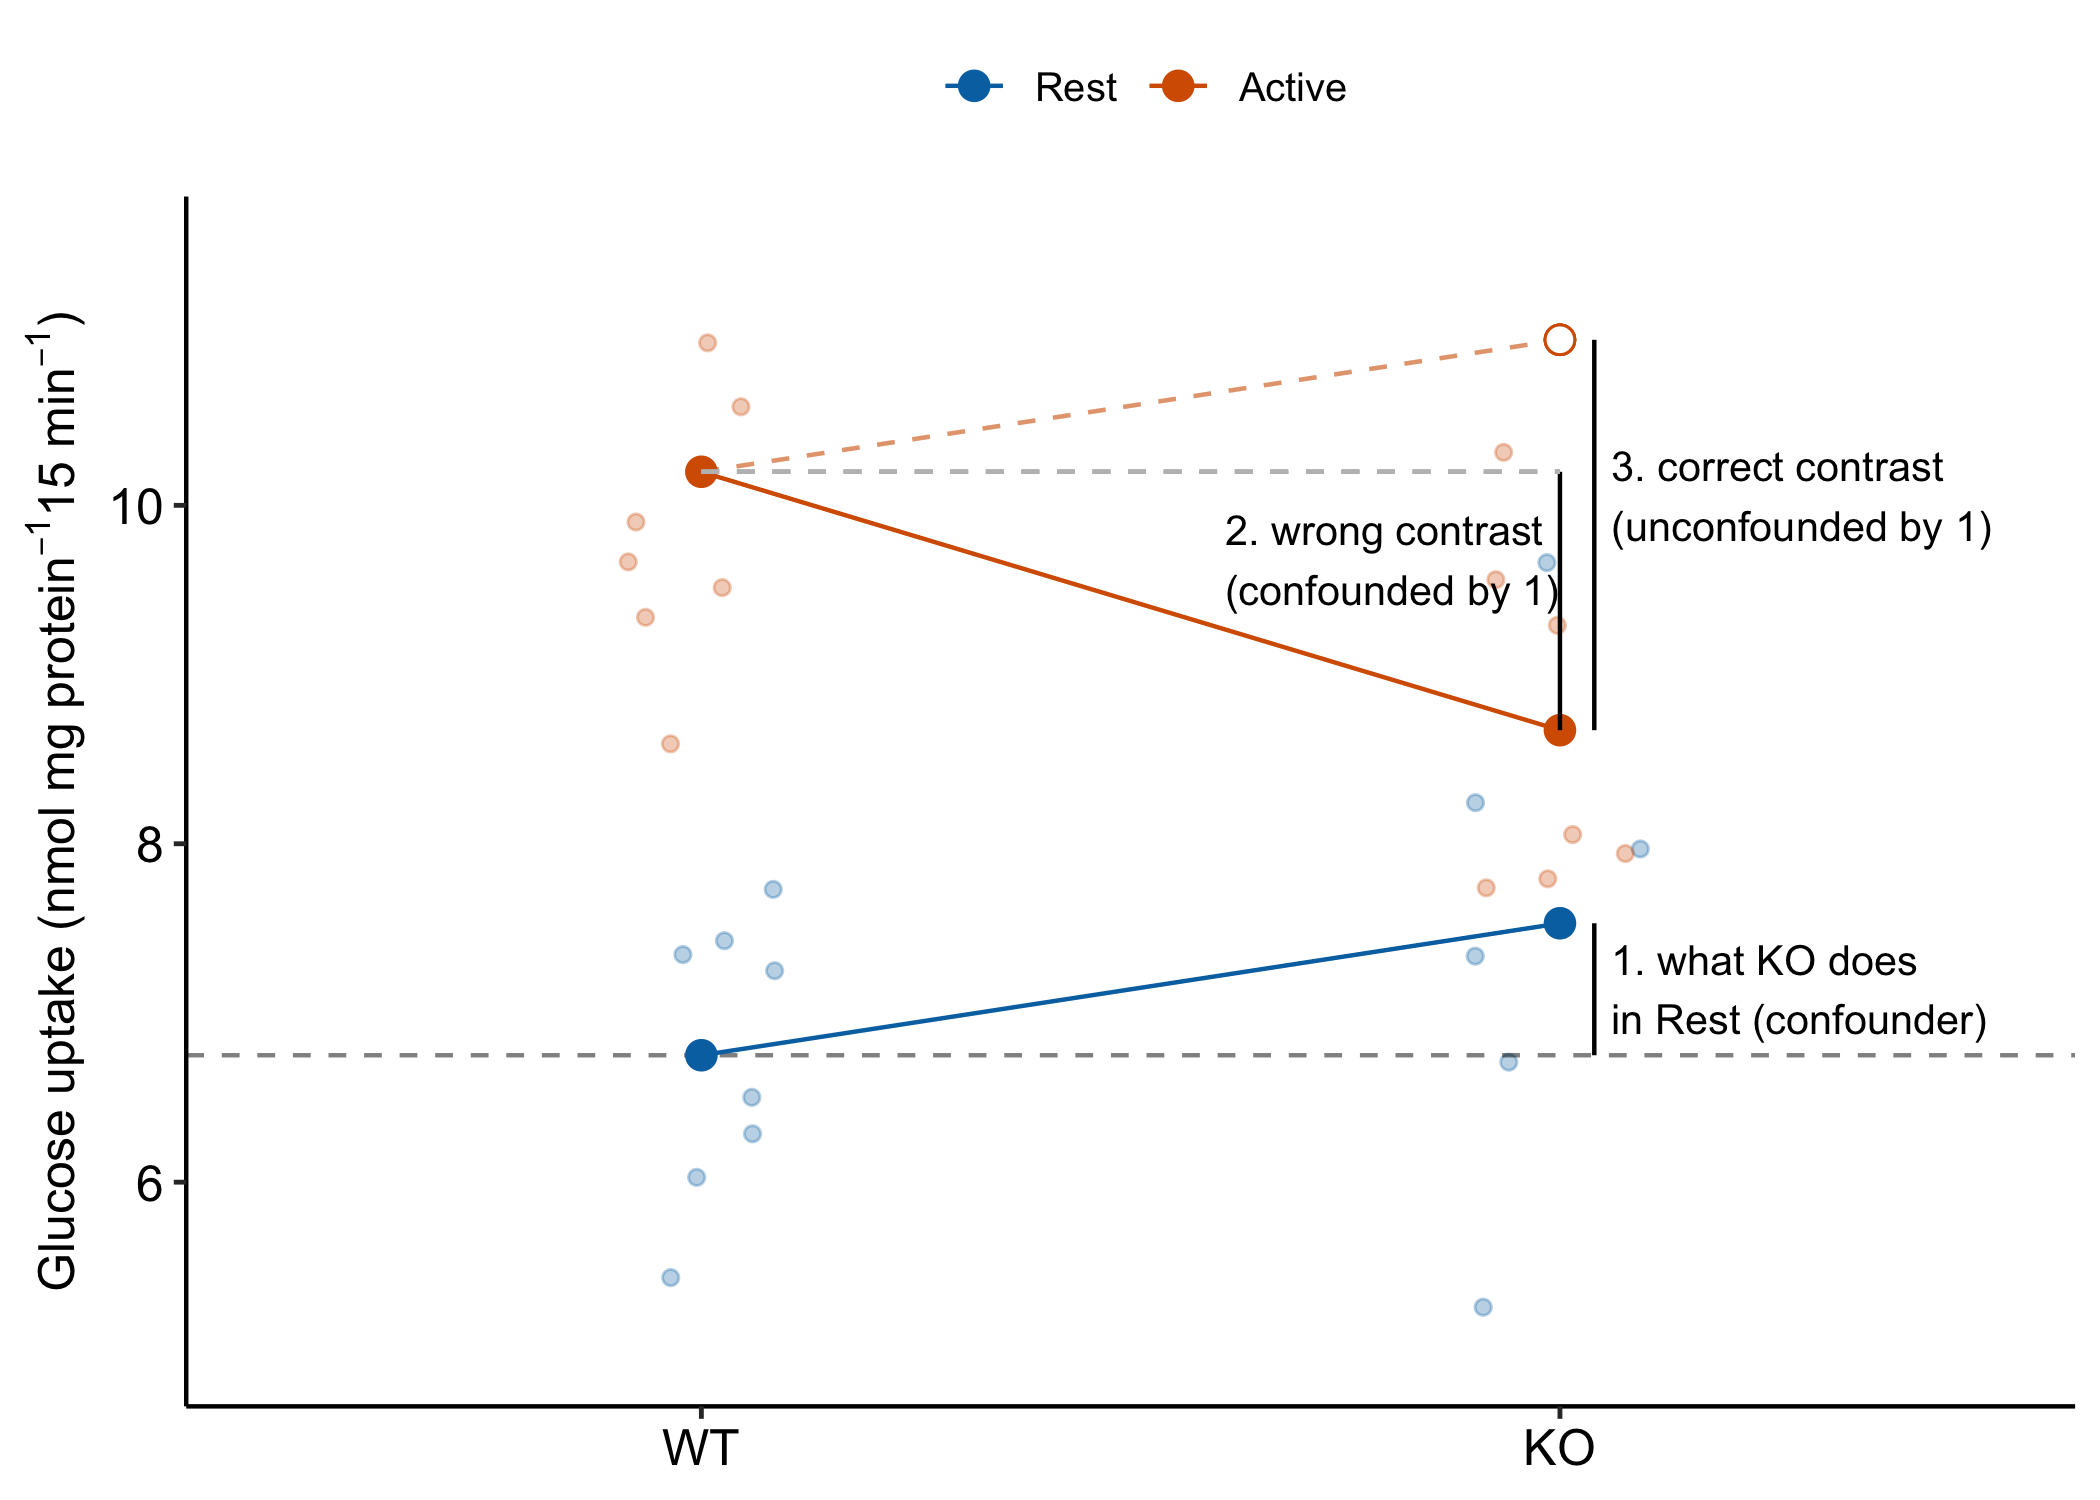 Rest Active
Glucose uptake (nmol mg protein⁻¹15 min⁻¹)
10
8
6
3. correct contrast
(unconfounded by 1)
2. wrong contrast
(confounded by 1)
1. what KO does
in Rest (confounder)
WT KO